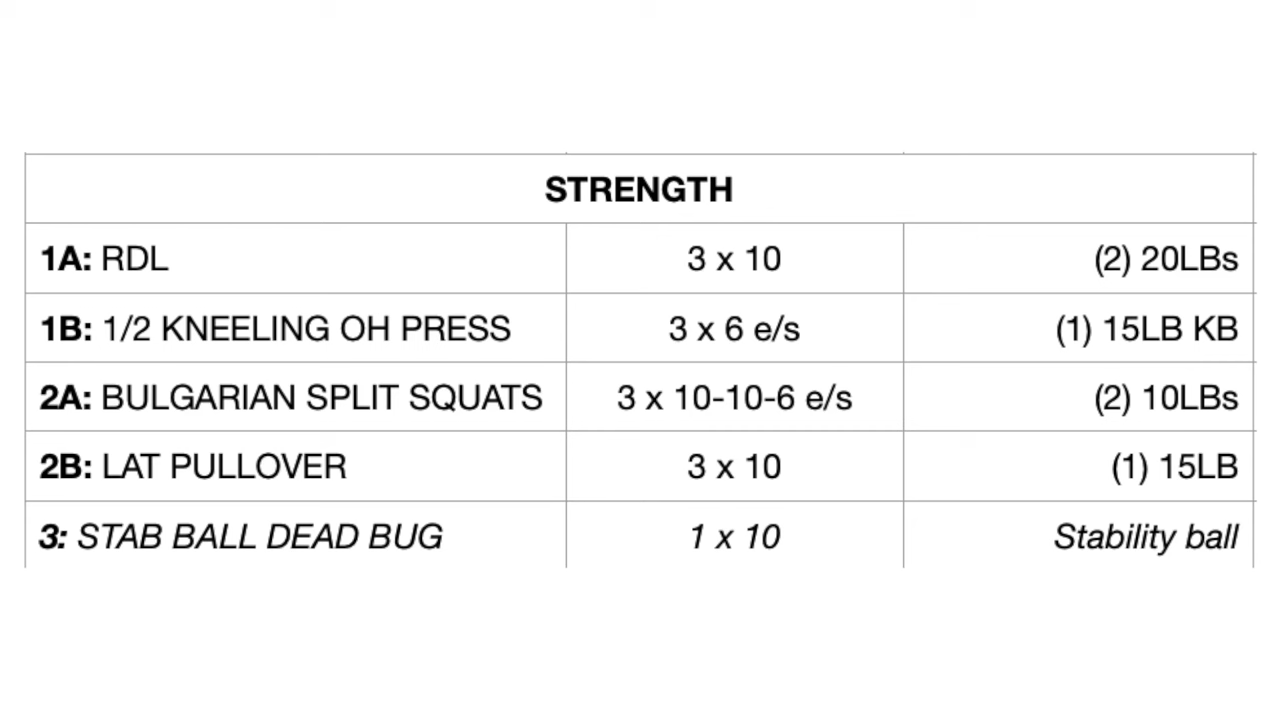 STRENGTH
1A: RDL 3 x 10 (2) 20LBs
1B: 1/2 KNEELING OH PRESS 3 x 6 e/s (1) 15LB KB
2A: BULGARIAN SPLIT SQUATS 3 x 10-10-6 e/s (2) 10LBs
2B: LAT PULLOVER 3 x 10 (1) 15LB
3: STAB BALL DEAD BUG 1 x 10 Stability ball